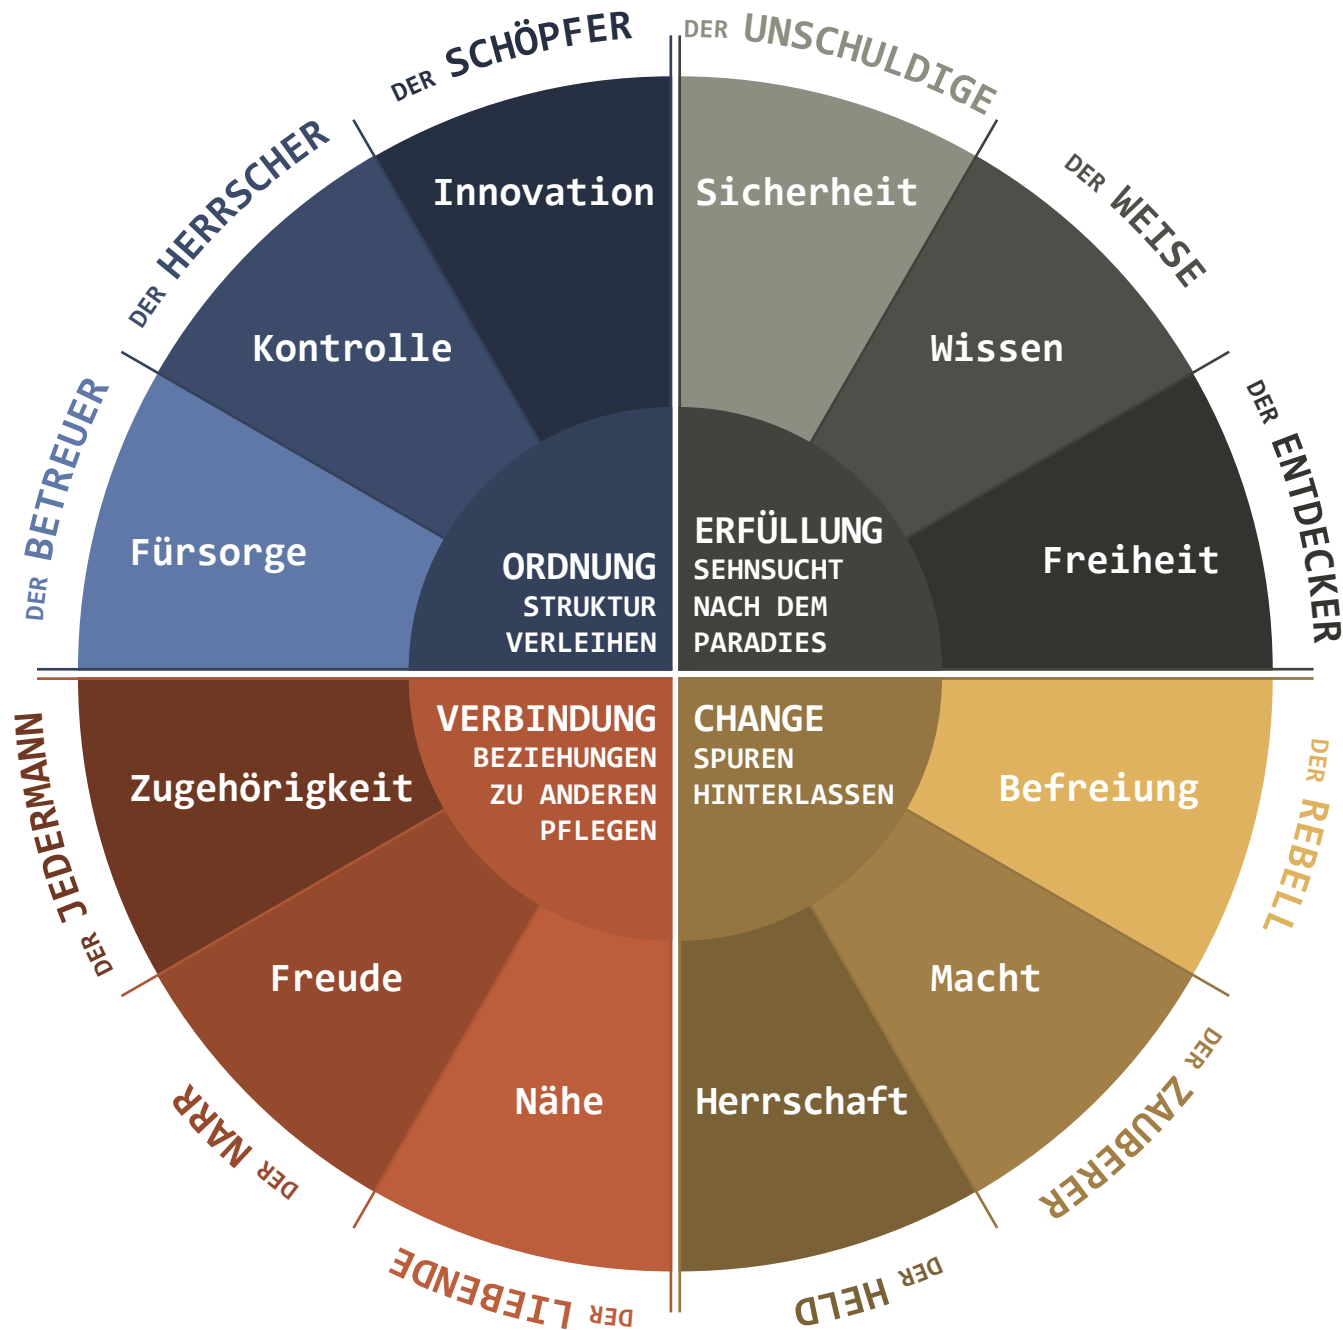 DER SCHÖPFER
DER UNSCHULDIGE
DER WEISE
DER ENTDECKER
DER REBELL
DER ZAUBERER
DER HELD
DER LIEBENDE
DER NARR
DER JEDERMANN
DER BETREUER
DER HERRSCHER
Innovation
Sicherheit
Wissen
Freiheit
Befreiung
Macht
Herrschaft
Nähe
Freude
Zugehörigkeit
Fürsorge
Kontrolle
ORDNUNG
STRUKTUR
VERLEIHEN
ERFÜLLUNG
SEHNSUCHT
NACH DEM
PARADIES
VERBINDUNG
BEZIEHUNGEN
ZU ANDEREN
PFLEGEN
CHANGE
SPUREN
HINTERLASSEN